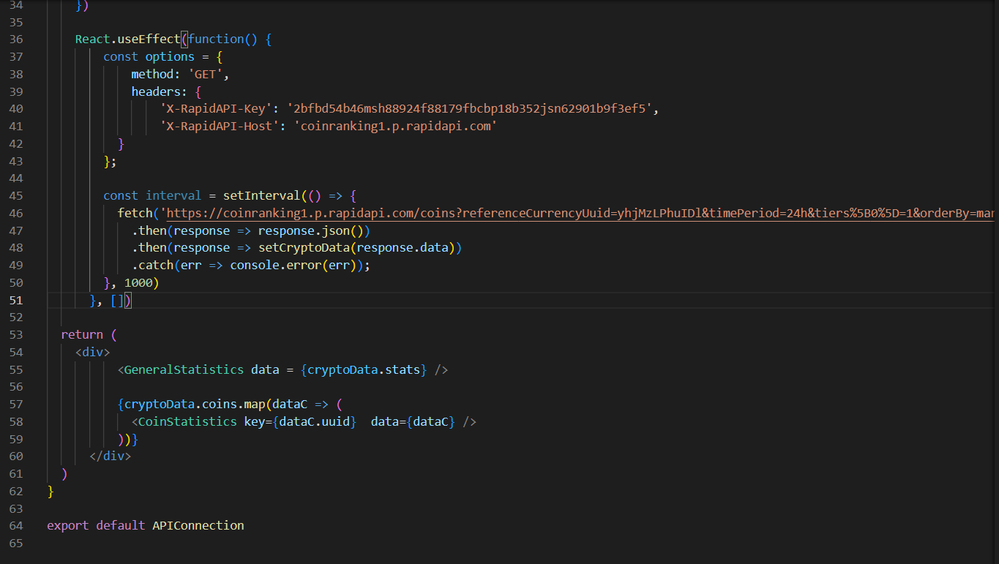 34 })
35
36 React.useEffect(function() {
37 const options = {
38 method: 'GET',
39 headers: {
40 'X-RapidAPI-Key': '2bfbd54b46msh88924f88179fbcbp18b352jsn62901b9f3ef5',
41 'X-RapidAPI-Host': 'coinranking1.p.rapidapi.com'
42 }
43 };
44
45 const interval = setInterval(() => {
46 fetch('https://coinranking1.p.rapidapi.com/coins?referenceCurrencyUuid=yhjMzLPhuIDl&timePeriod=24h&tiers%5B0%5D=1&orderBy=mar
47 .then(response => response.json())
48 .then(response => setCryptoData(response.data))
49 .catch(err => console.error(err));
50 }, 1000)
51 }, [])
52
53 return (
54 <div>
55 <GeneralStatistics data = {cryptoData.stats} />
56
57 {cryptoData.coins.map(dataC => (
58 <CoinStatistics key={dataC.uuid}  data={dataC} />
59 ))}
60 </div>
61 )
62 }
63
64 export default APIConnection
65